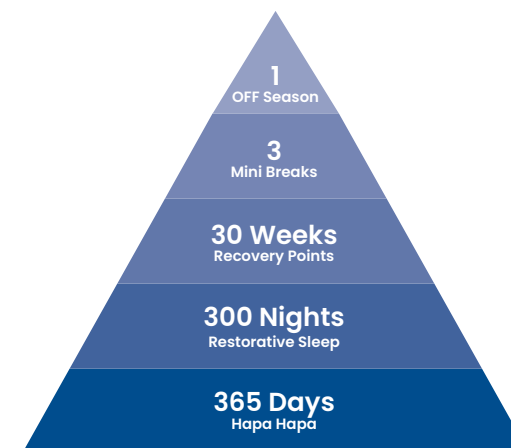 1
OFF Season
3
Mini Breaks
30 Weeks
Recovery Points
300 Nights
Restorative Sleep
365 Days
Hapa Hapa